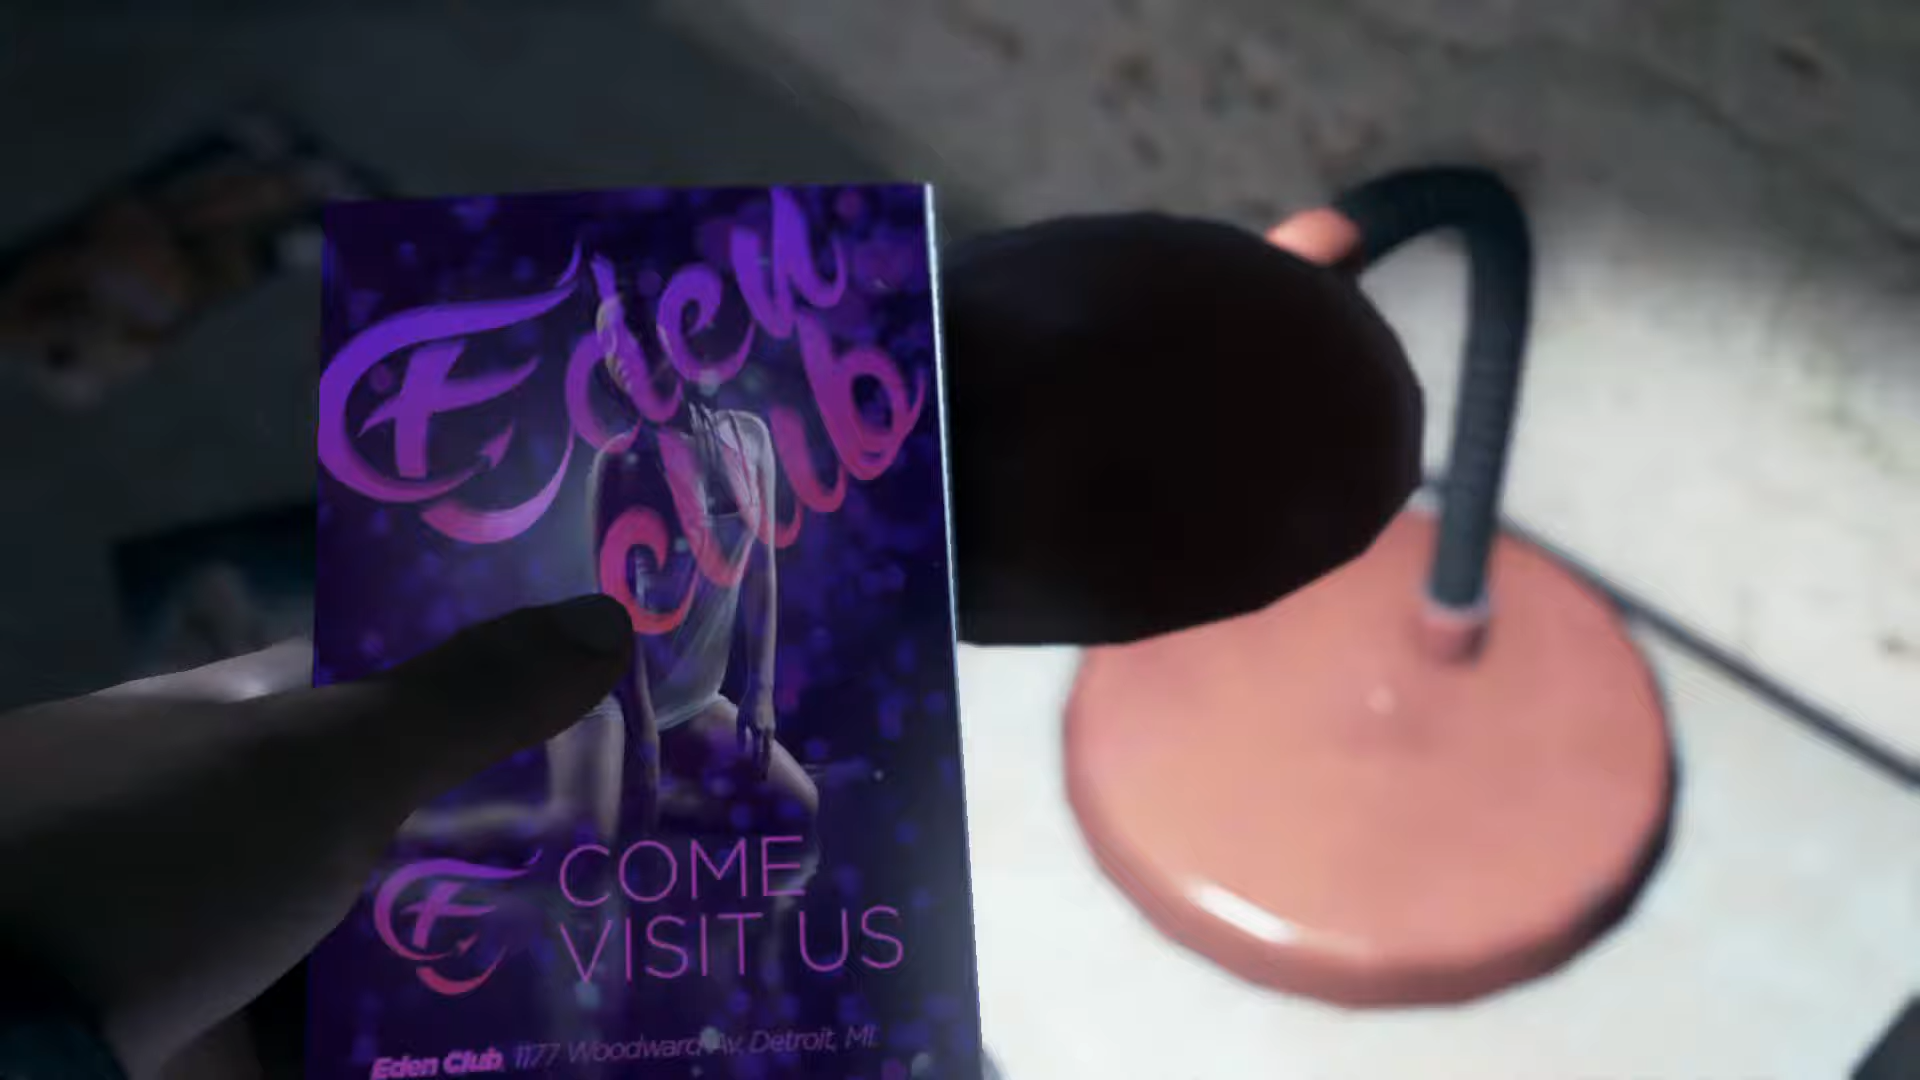 Eden
club
COME
VISIT US
Eden Club, 1177 Woodward Av, Detroit, MI.